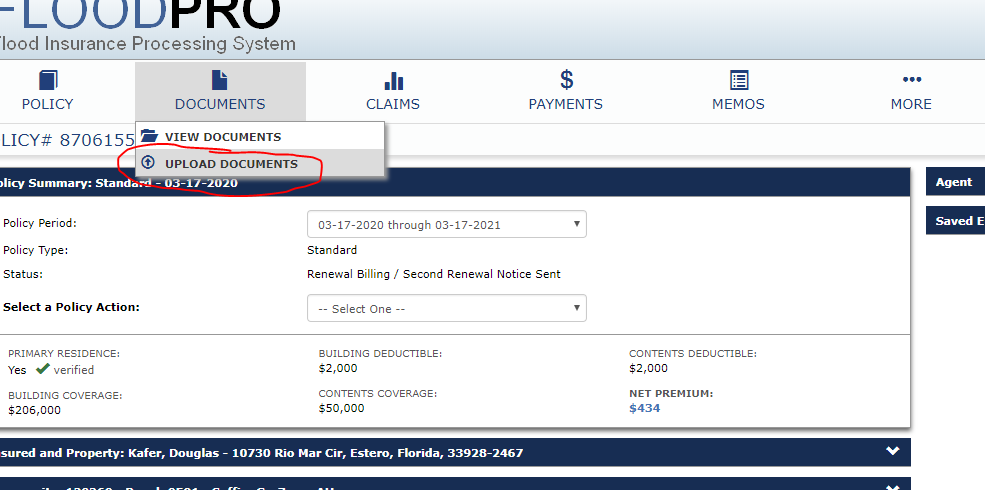 FLOODPRO
lood Insurance Processing System
POLICY DOCUMENTS CLAIMS PAYMENTS MEMOS MORE
LICY# 8706155
VIEW DOCUMENTS
UPLOAD DOCUMENTS
olicy Summary: Standard - 03-17-2020
Agent
Saved E
Policy Period: 03-17-2020 through 03-17-2021
Policy Type: Standard
Status: Renewal Billing / Second Renewal Notice Sent
Select a Policy Action: -- Select One --
PRIMARY RESIDENCE: BUILDING DEDUCTIBLE: CONTENTS DEDUCTIBLE:
Yes verified $2,000 $2,000
BUILDING COVERAGE: CONTENTS COVERAGE: NET PREMIUM:
$206,000 $50,000 $434
sured and Property: Kafer, Douglas - 10730 Rio Mar Cir, Estero, Florida, 33928-2467